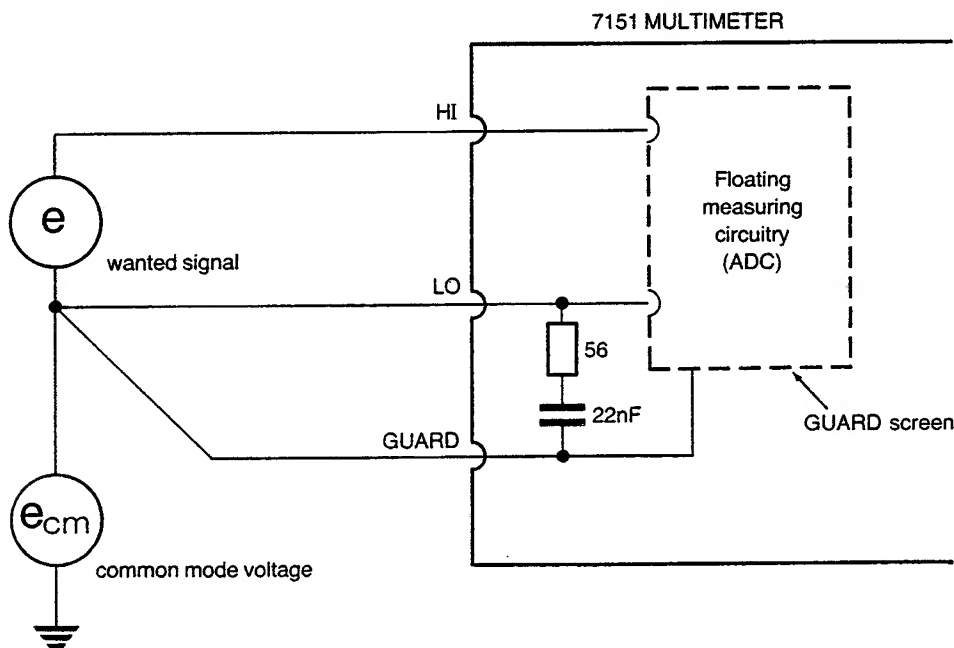 7151 MULTIMETER
HI
Floating
measuring
circuitry
(ADC)
e
wanted signal
LO
56
22nF
GUARD
GUARD screen
ecm
common mode voltage